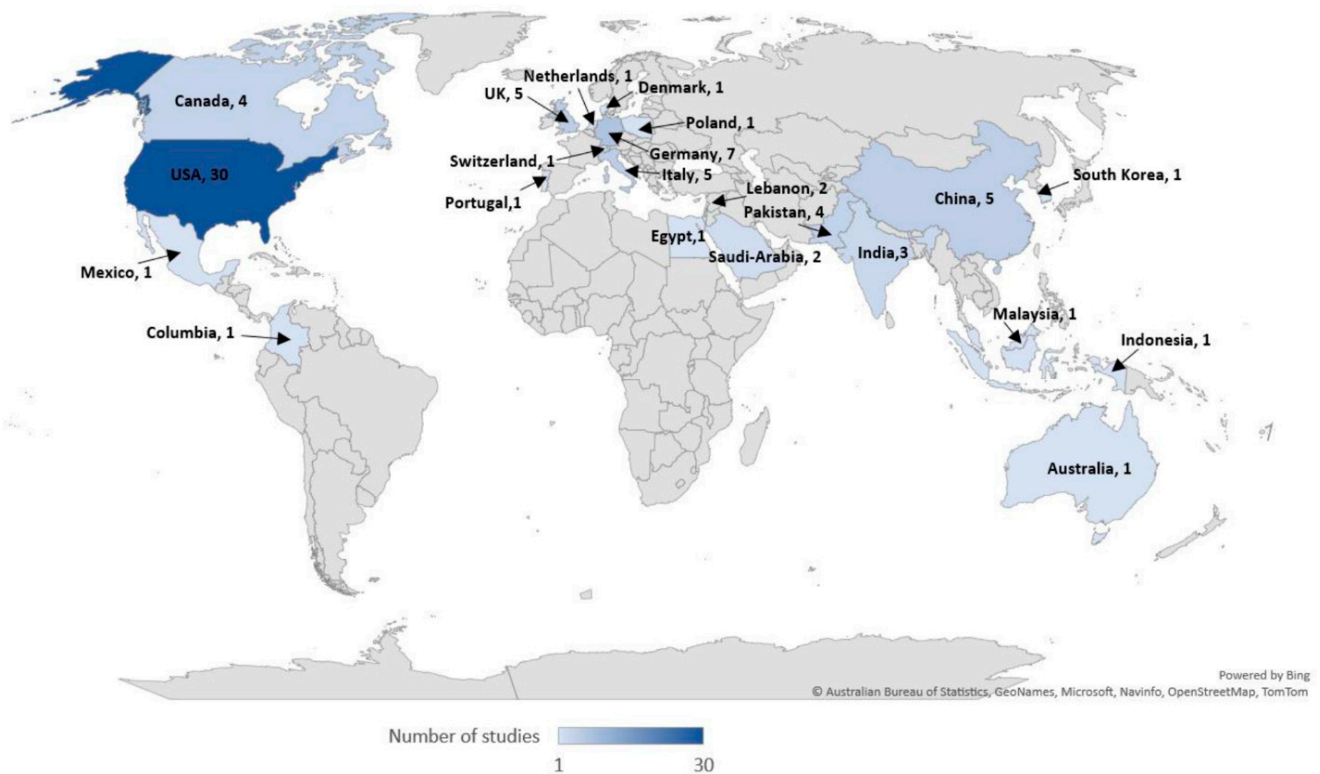 Netherlands, 1
UK, 5
Denmark, 1
Canada, 4
Poland, 1
Switzerland, 1
Germany, 7
USA, 30
Italy, 5
Lebanon, 2
South Korea, 1
Portugal,1
Pakistan, 4
China, 5
Egypt,1
Saudi-Arabia, 2
India,3
Mexico, 1
Malaysia, 1
Columbia, 1
Indonesia, 1
Australia, 1
Powered by Bing
© Australian Bureau of Statistics, GeoNames, Microsoft, Navinfo, OpenStreetMap, TomTom
Number of studies
1 30